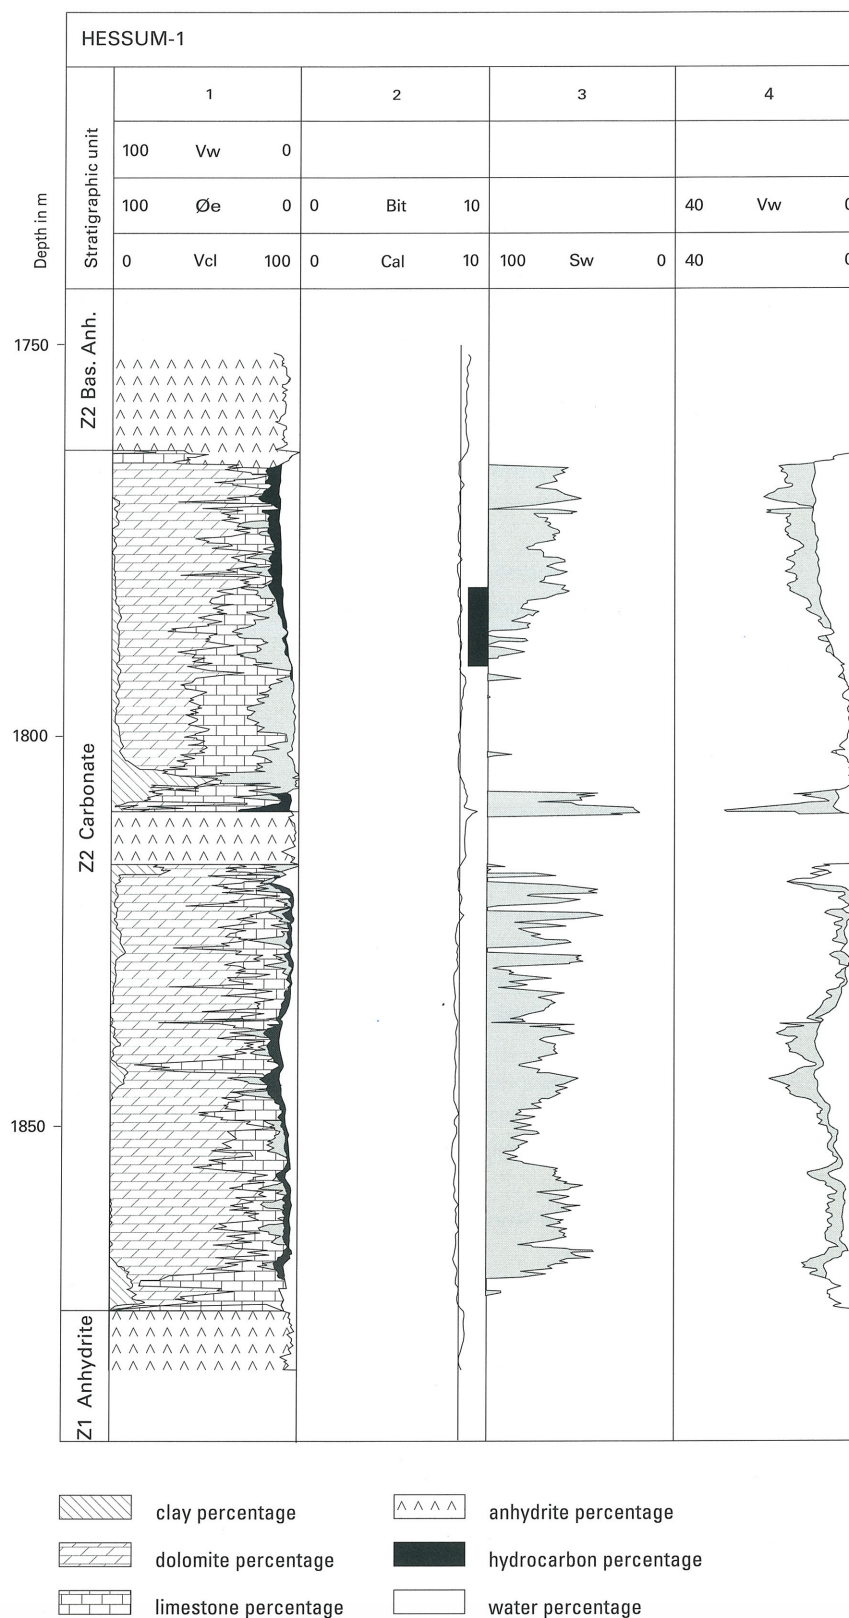 HESSUM-1
Depth in m
Stratigraphic unit
1 2 3 4
100 Vw 0
100 Øe 0 0 Bit 10 40 Vw 0
0 Vcl 100 0 Cal 10 100 Sw 0 40 0
Z2 Bas. Anh.
1750
1800
Z2 Carbonate
1850
Z1 Anhydrite
clay percentage anhydrite percentage
dolomite percentage hydrocarbon percentage
limestone percentage water percentage